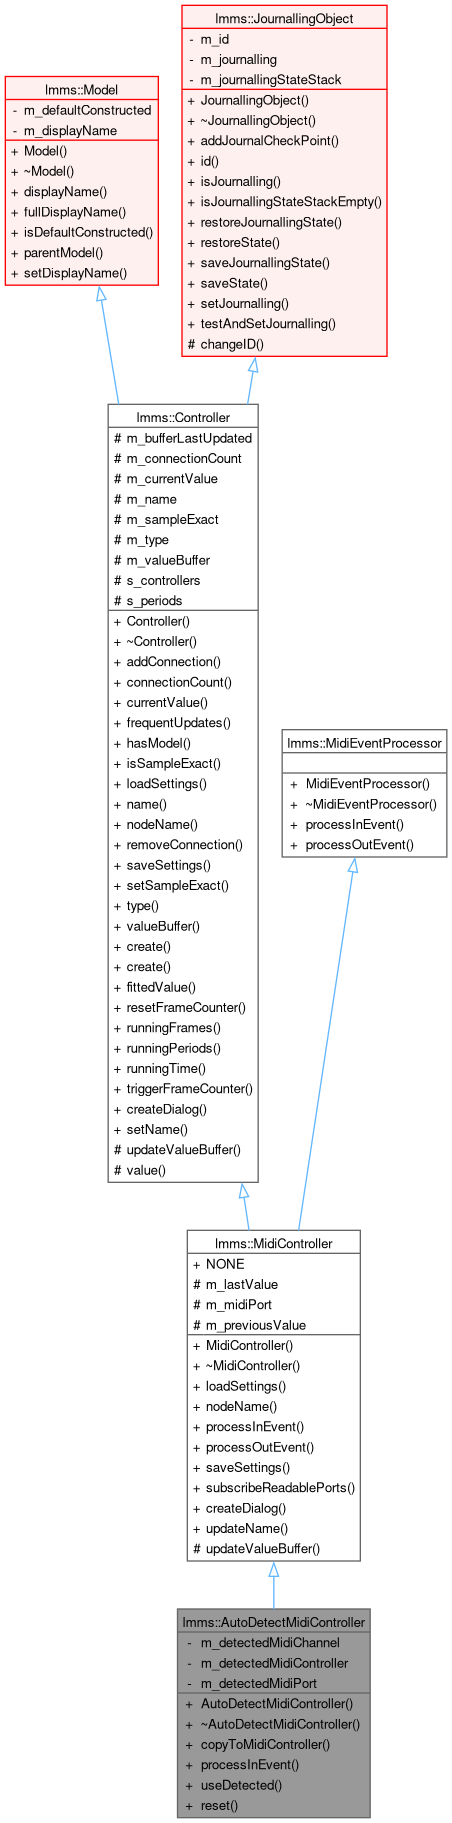 lmms::JournallingObject
- m_id
- m_journalling
- m_journallingStateStack
+ JournallingObject()
+ ~JournallingObject()
+ addJournalCheckPoint()
+ id()
+ isJournalling()
+ isJournallingStateStackEmpty()
+ restoreJournallingState()
+ restoreState()
+ saveJournallingState()
+ saveState()
+ setJournalling()
+ testAndSetJournalling()
# changeID()
lmms::Model
- m_defaultConstructed
- m_displayName
+ Model()
+ ~Model()
+ displayName()
+ fullDisplayName()
+ isDefaultConstructed()
+ parentModel()
+ setDisplayName()
lmms::Controller
# m_bufferLastUpdated
# m_connectionCount
# m_currentValue
# m_name
# m_sampleExact
# m_type
# m_valueBuffer
# s_controllers
# s_periods
+ Controller()
+ ~Controller()
+ addConnection()
+ connectionCount()
+ currentValue()
+ frequentUpdates()
+ hasModel()
+ isSampleExact()
+ loadSettings()
+ name()
+ nodeName()
+ removeConnection()
+ saveSettings()
+ setSampleExact()
+ type()
+ valueBuffer()
+ create()
+ create()
+ fittedValue()
+ resetFrameCounter()
+ runningFrames()
+ runningPeriods()
+ runningTime()
+ triggerFrameCounter()
+ createDialog()
+ setName()
# updateValueBuffer()
# value()
lmms::MidiEventProcessor
+ MidiEventProcessor()
+ ~MidiEventProcessor()
+ processInEvent()
+ processOutEvent()
lmms::MidiController
+ NONE
# m_lastValue
# m_midiPort
# m_previousValue
+ MidiController()
+ ~MidiController()
+ loadSettings()
+ nodeName()
+ processInEvent()
+ processOutEvent()
+ saveSettings()
+ subscribeReadablePorts()
+ createDialog()
+ updateName()
# updateValueBuffer()
lmms::AutoDetectMidiController
- m_detectedMidiChannel
- m_detectedMidiController
- m_detectedMidiPort
+ AutoDetectMidiController()
+ ~AutoDetectMidiController()
+ copyToMidiController()
+ processInEvent()
+ useDetected()
+ reset()